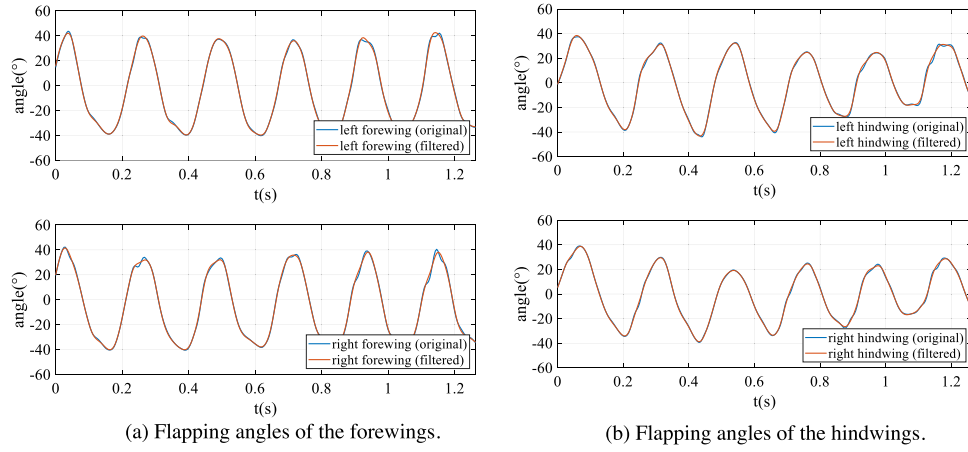 60
40
20
0
-20
-40
-60
angle(°)
left forewing (original)
left forewing (filtered)
0 0.2 0.4 0.6 0.8 1 1.2
t(s)
60
40
20
0
-20
-40
-60
angle(°)
right forewing (original)
right forewing (filtered)
0 0.2 0.4 0.6 0.8 1 1.2
t(s)
(a) Flapping angles of the forewings.
60
40
20
0
-20
-40
-60
angle(°)
left hindwing (original)
left hindwing (filtered)
0 0.2 0.4 0.6 0.8 1 1.2
t(s)
60
40
20
0
-20
-40
-60
angle(°)
right hindwing (original)
right hindwing (filtered)
0 0.2 0.4 0.6 0.8 1 1.2
t(s)
(b) Flapping angles of the hindwings.